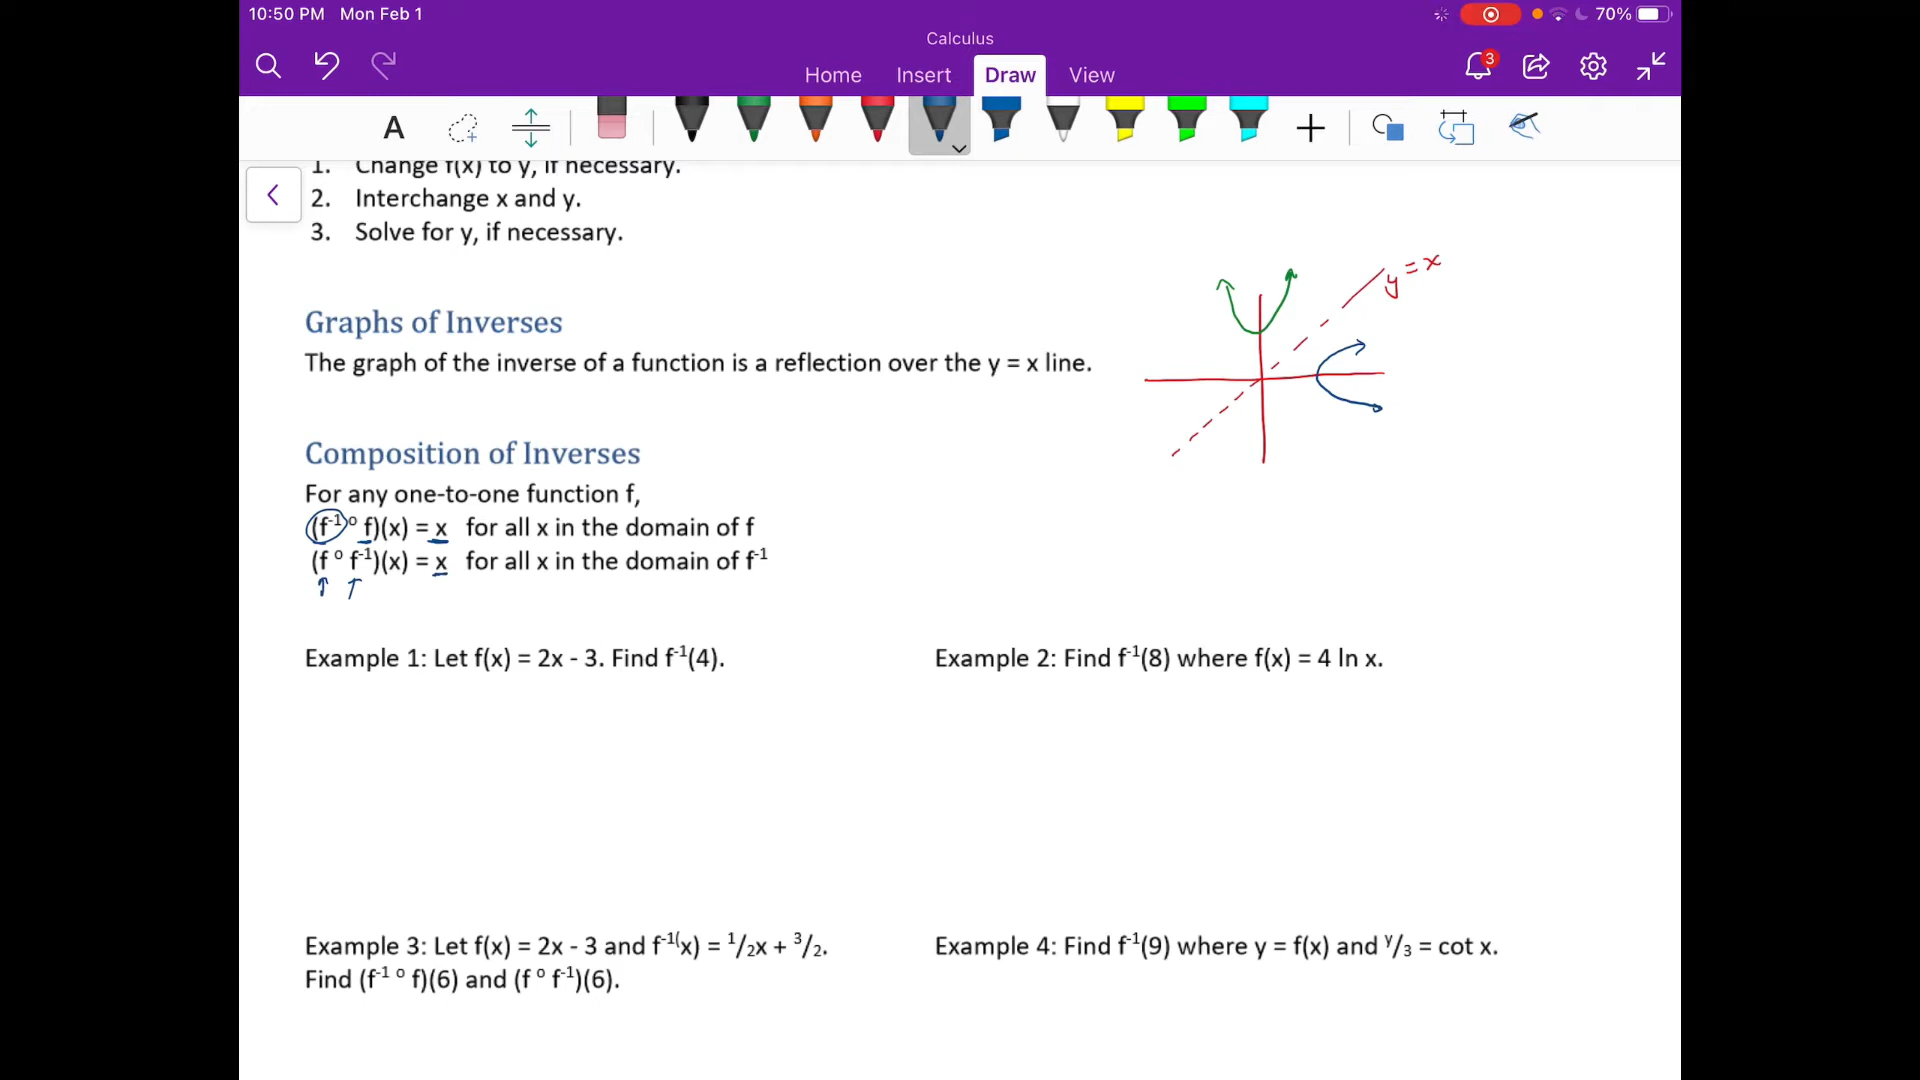 10:50 PM Mon Feb 1
70%
Calculus
Home Insert Draw View
3
A
1. Change f(x) to y, if necessary.
2. Interchange x and y.
3. Solve for y, if necessary.
y = x
Graphs of Inverses
The graph of the inverse of a function is a reflection over the y = x line.
Composition of Inverses
For any one-to-one function f,
(f⁻¹ ° f)(x) = x for all x in the domain of f
(f ° f⁻¹)(x) = x for all x in the domain of f⁻¹
Example 1: Let f(x) = 2x - 3. Find f⁻¹(4).
Example 2: Find f⁻¹(8) where f(x) = 4 ln x.
Example 3: Let f(x) = 2x - 3 and f⁻¹⁽x) = ¹/₂x + ³/₂.
Find (f⁻¹ ° f)(6) and (f ° f⁻¹)(6).
Example 4: Find f⁻¹(9) where y = f(x) and ʸ/₃ = cot x.